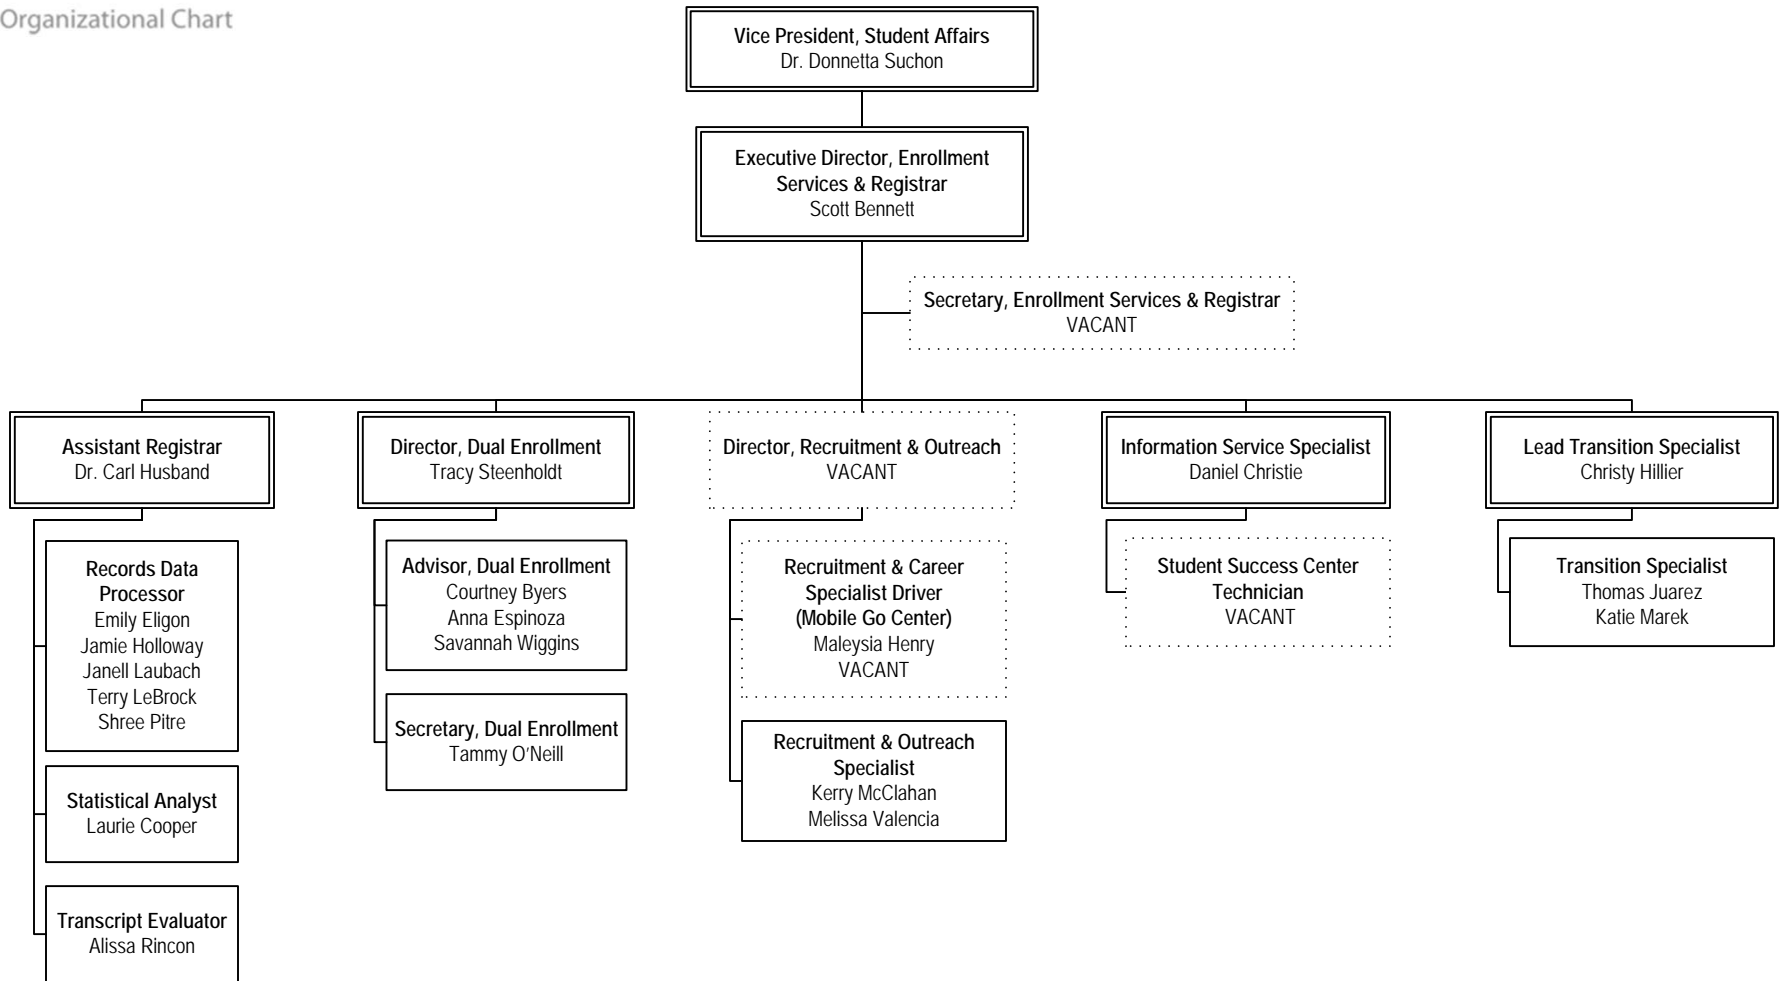 Organizational Chart
Vice President, Student Affairs
Dr. Donnetta Suchon
Executive Director, Enrollment
Services & Registrar
Scott Bennett
Secretary, Enrollment Services & Registrar
VACANT
Assistant Registrar
Dr. Carl Husband
Director, Dual Enrollment
Tracy Steenholdt
Director, Recruitment & Outreach
VACANT
Information Service Specialist
Daniel Christie
Lead Transition Specialist
Christy Hillier
Records Data
Processor
Emily Eligon
Jamie Holloway
Janell Laubach
Terry LeBrock
Shree Pitre
Statistical Analyst
Laurie Cooper
Transcript Evaluator
Alissa Rincon
Advisor, Dual Enrollment
Courtney Byers
Anna Espinoza
Savannah Wiggins
Secretary, Dual Enrollment
Tammy O’Neill
Recruitment & Career
Specialist Driver
(Mobile Go Center)
Maleysia Henry
VACANT
Recruitment & Outreach
Specialist
Kerry McClahan
Melissa Valencia
Student Success Center
Technician
VACANT
Transition Specialist
Thomas Juarez
Katie Marek